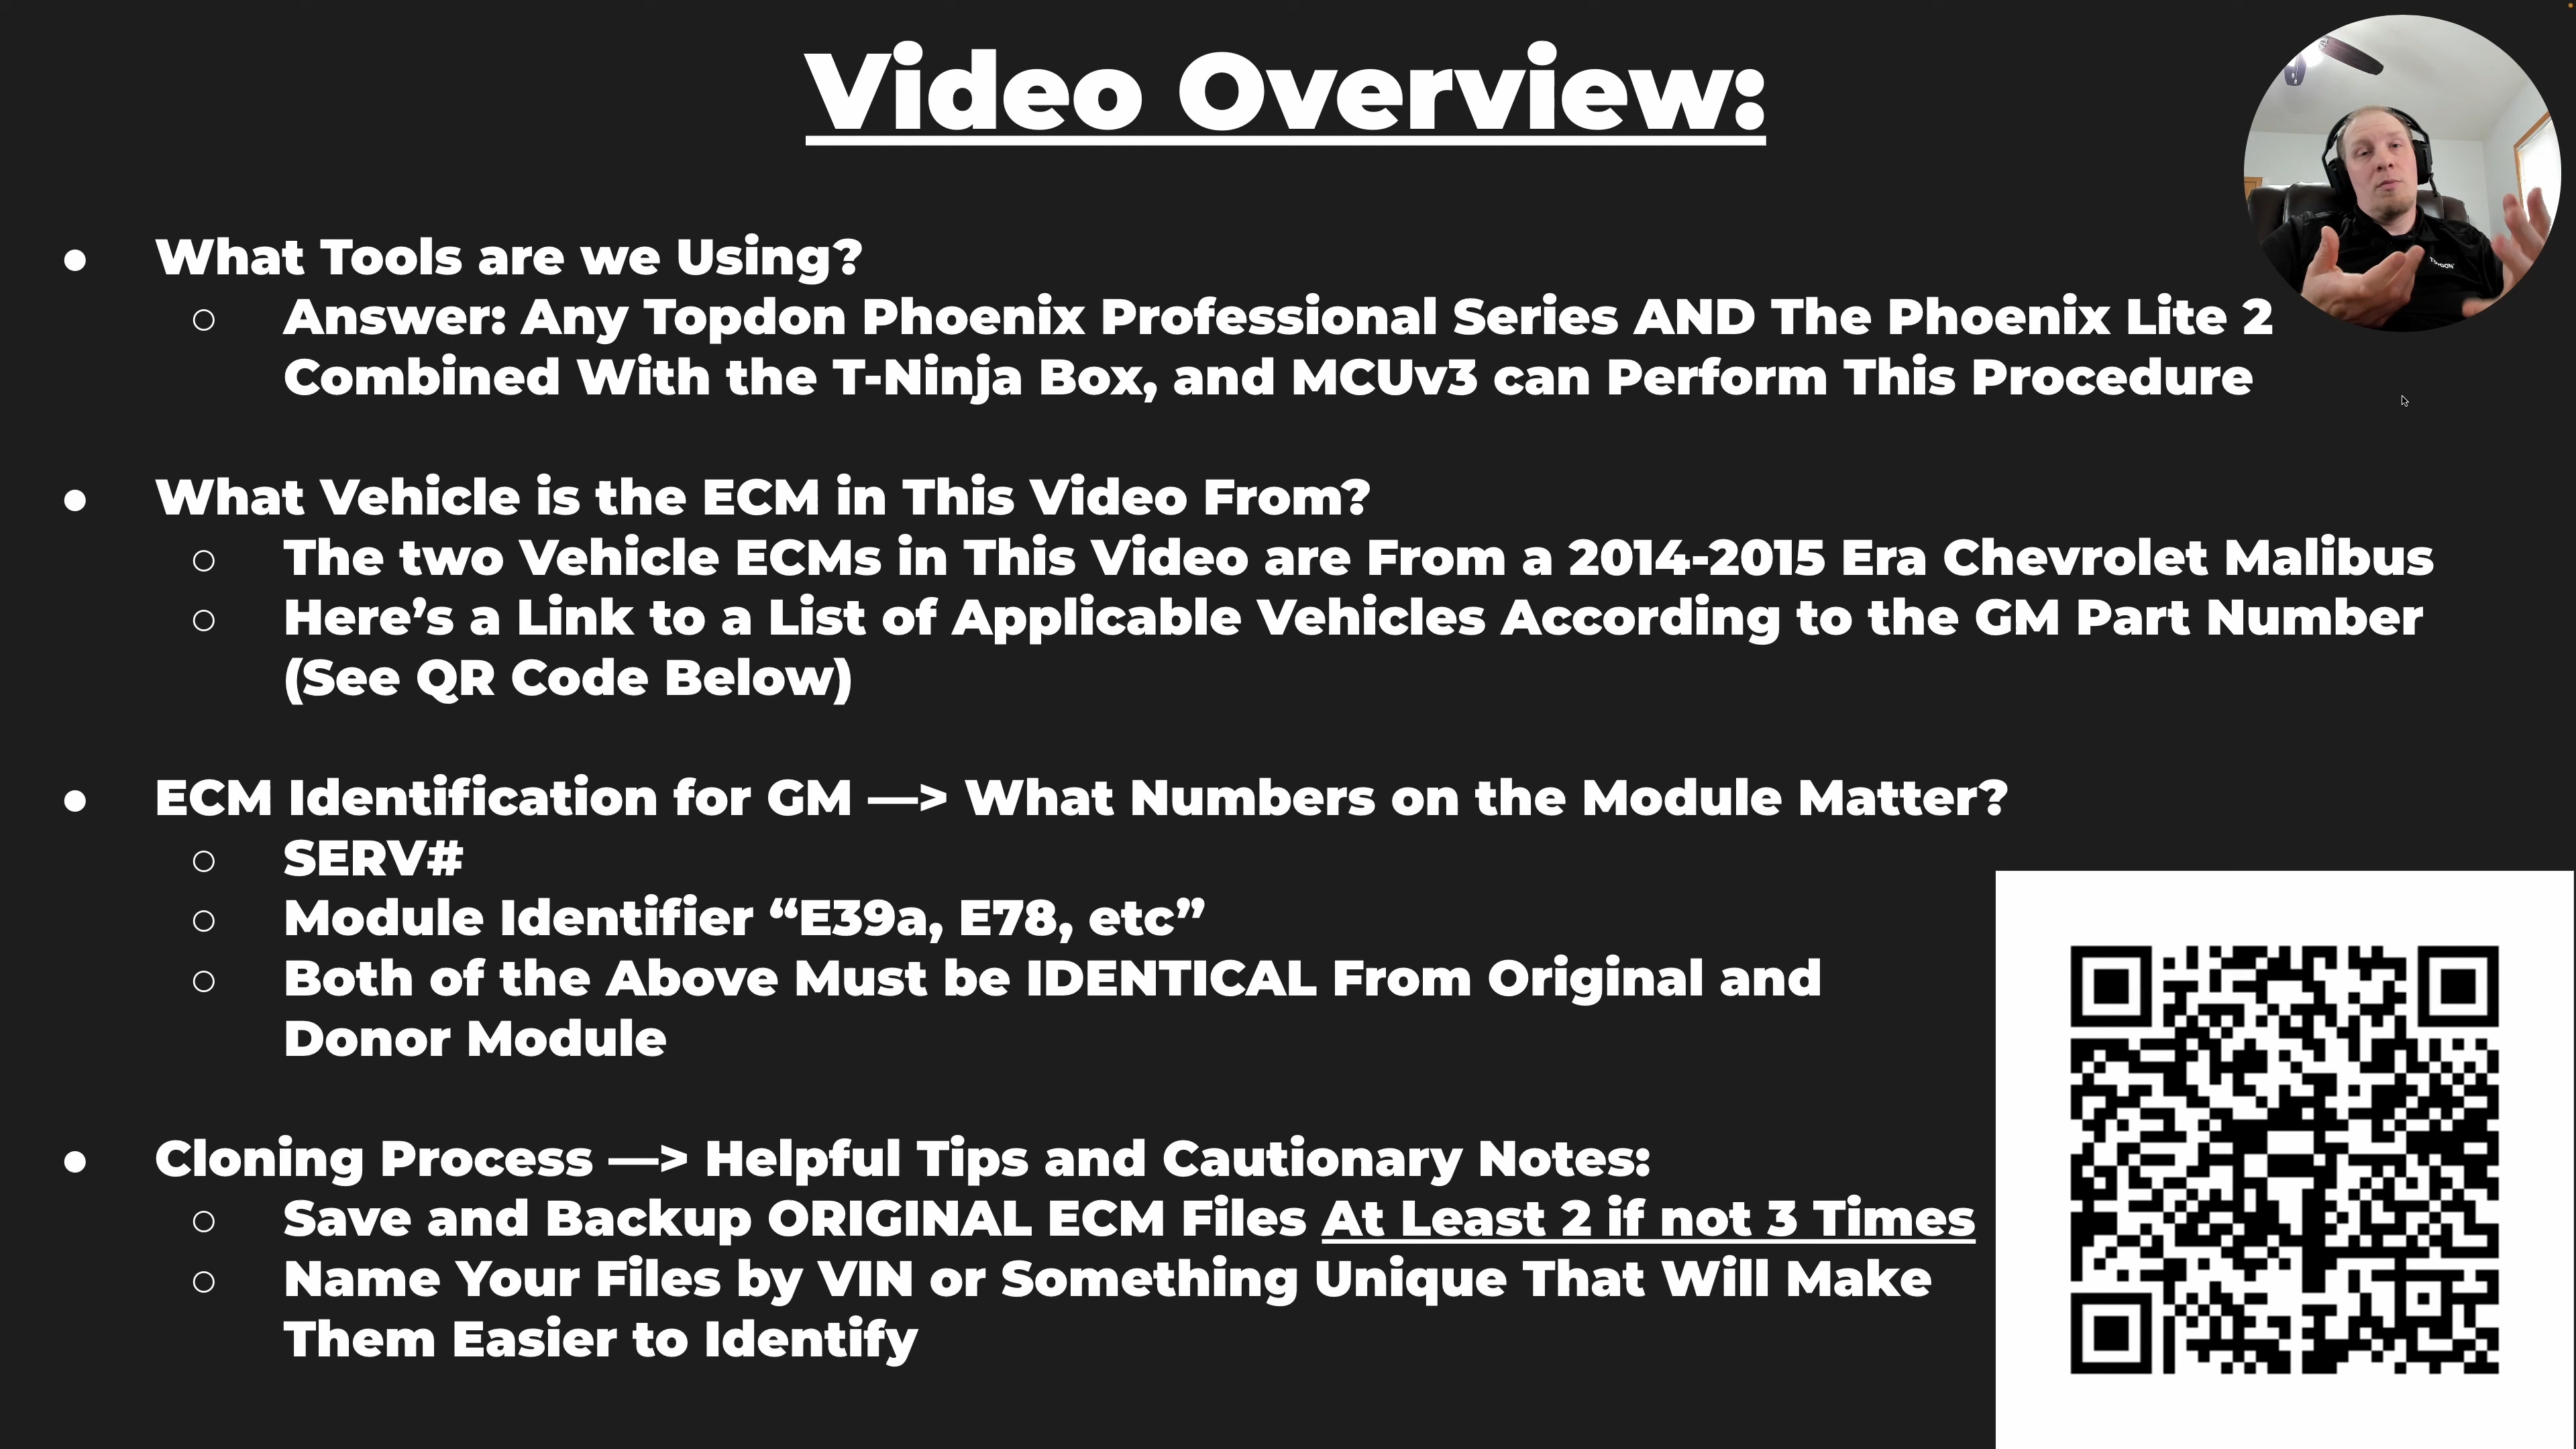 Video Overview:
● What Tools are we Using?
○ Answer: Any Topdon Phoenix Professional Series AND The Phoenix Lite 2
Combined With the T-Ninja Box, and MCUv3 can Perform This Procedure
● What Vehicle is the ECM in This Video From?
○ The two Vehicle ECMs in This Video are From a 2014-2015 Era Chevrolet Malibus
○ Here’s a Link to a List of Applicable Vehicles According to the GM Part Number
(See QR Code Below)
● ECM Identification for GM —> What Numbers on the Module Matter?
○ SERV#
○ Module Identifier “E39a, E78, etc”
○ Both of the Above Must be IDENTICAL From Original and
Donor Module
● Cloning Process —> Helpful Tips and Cautionary Notes:
○ Save and Backup ORIGINAL ECM Files At Least 2 if not 3 Times
○ Name Your Files by VIN or Something Unique That Will Make
Them Easier to Identify